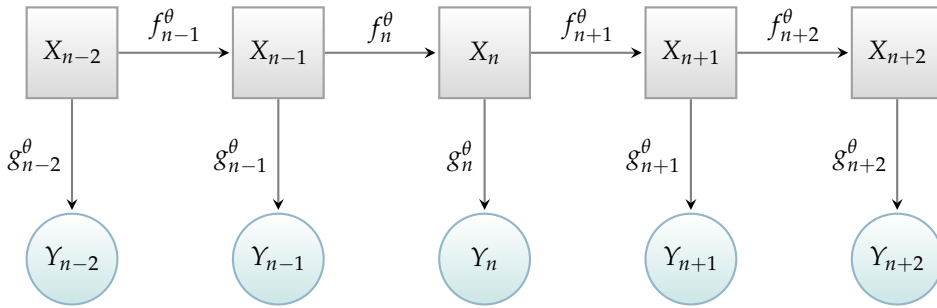 f^θ_{n−1} f^θ_n f^θ_{n+1} f^θ_{n+2}
X_{n−2} X_{n−1} X_n X_{n+1} X_{n+2}
g^θ_{n−2} g^θ_{n−1} g^θ_n g^θ_{n+1} g^θ_{n+2}
Y_{n−2} Y_{n−1} Y_n Y_{n+1} Y_{n+2}